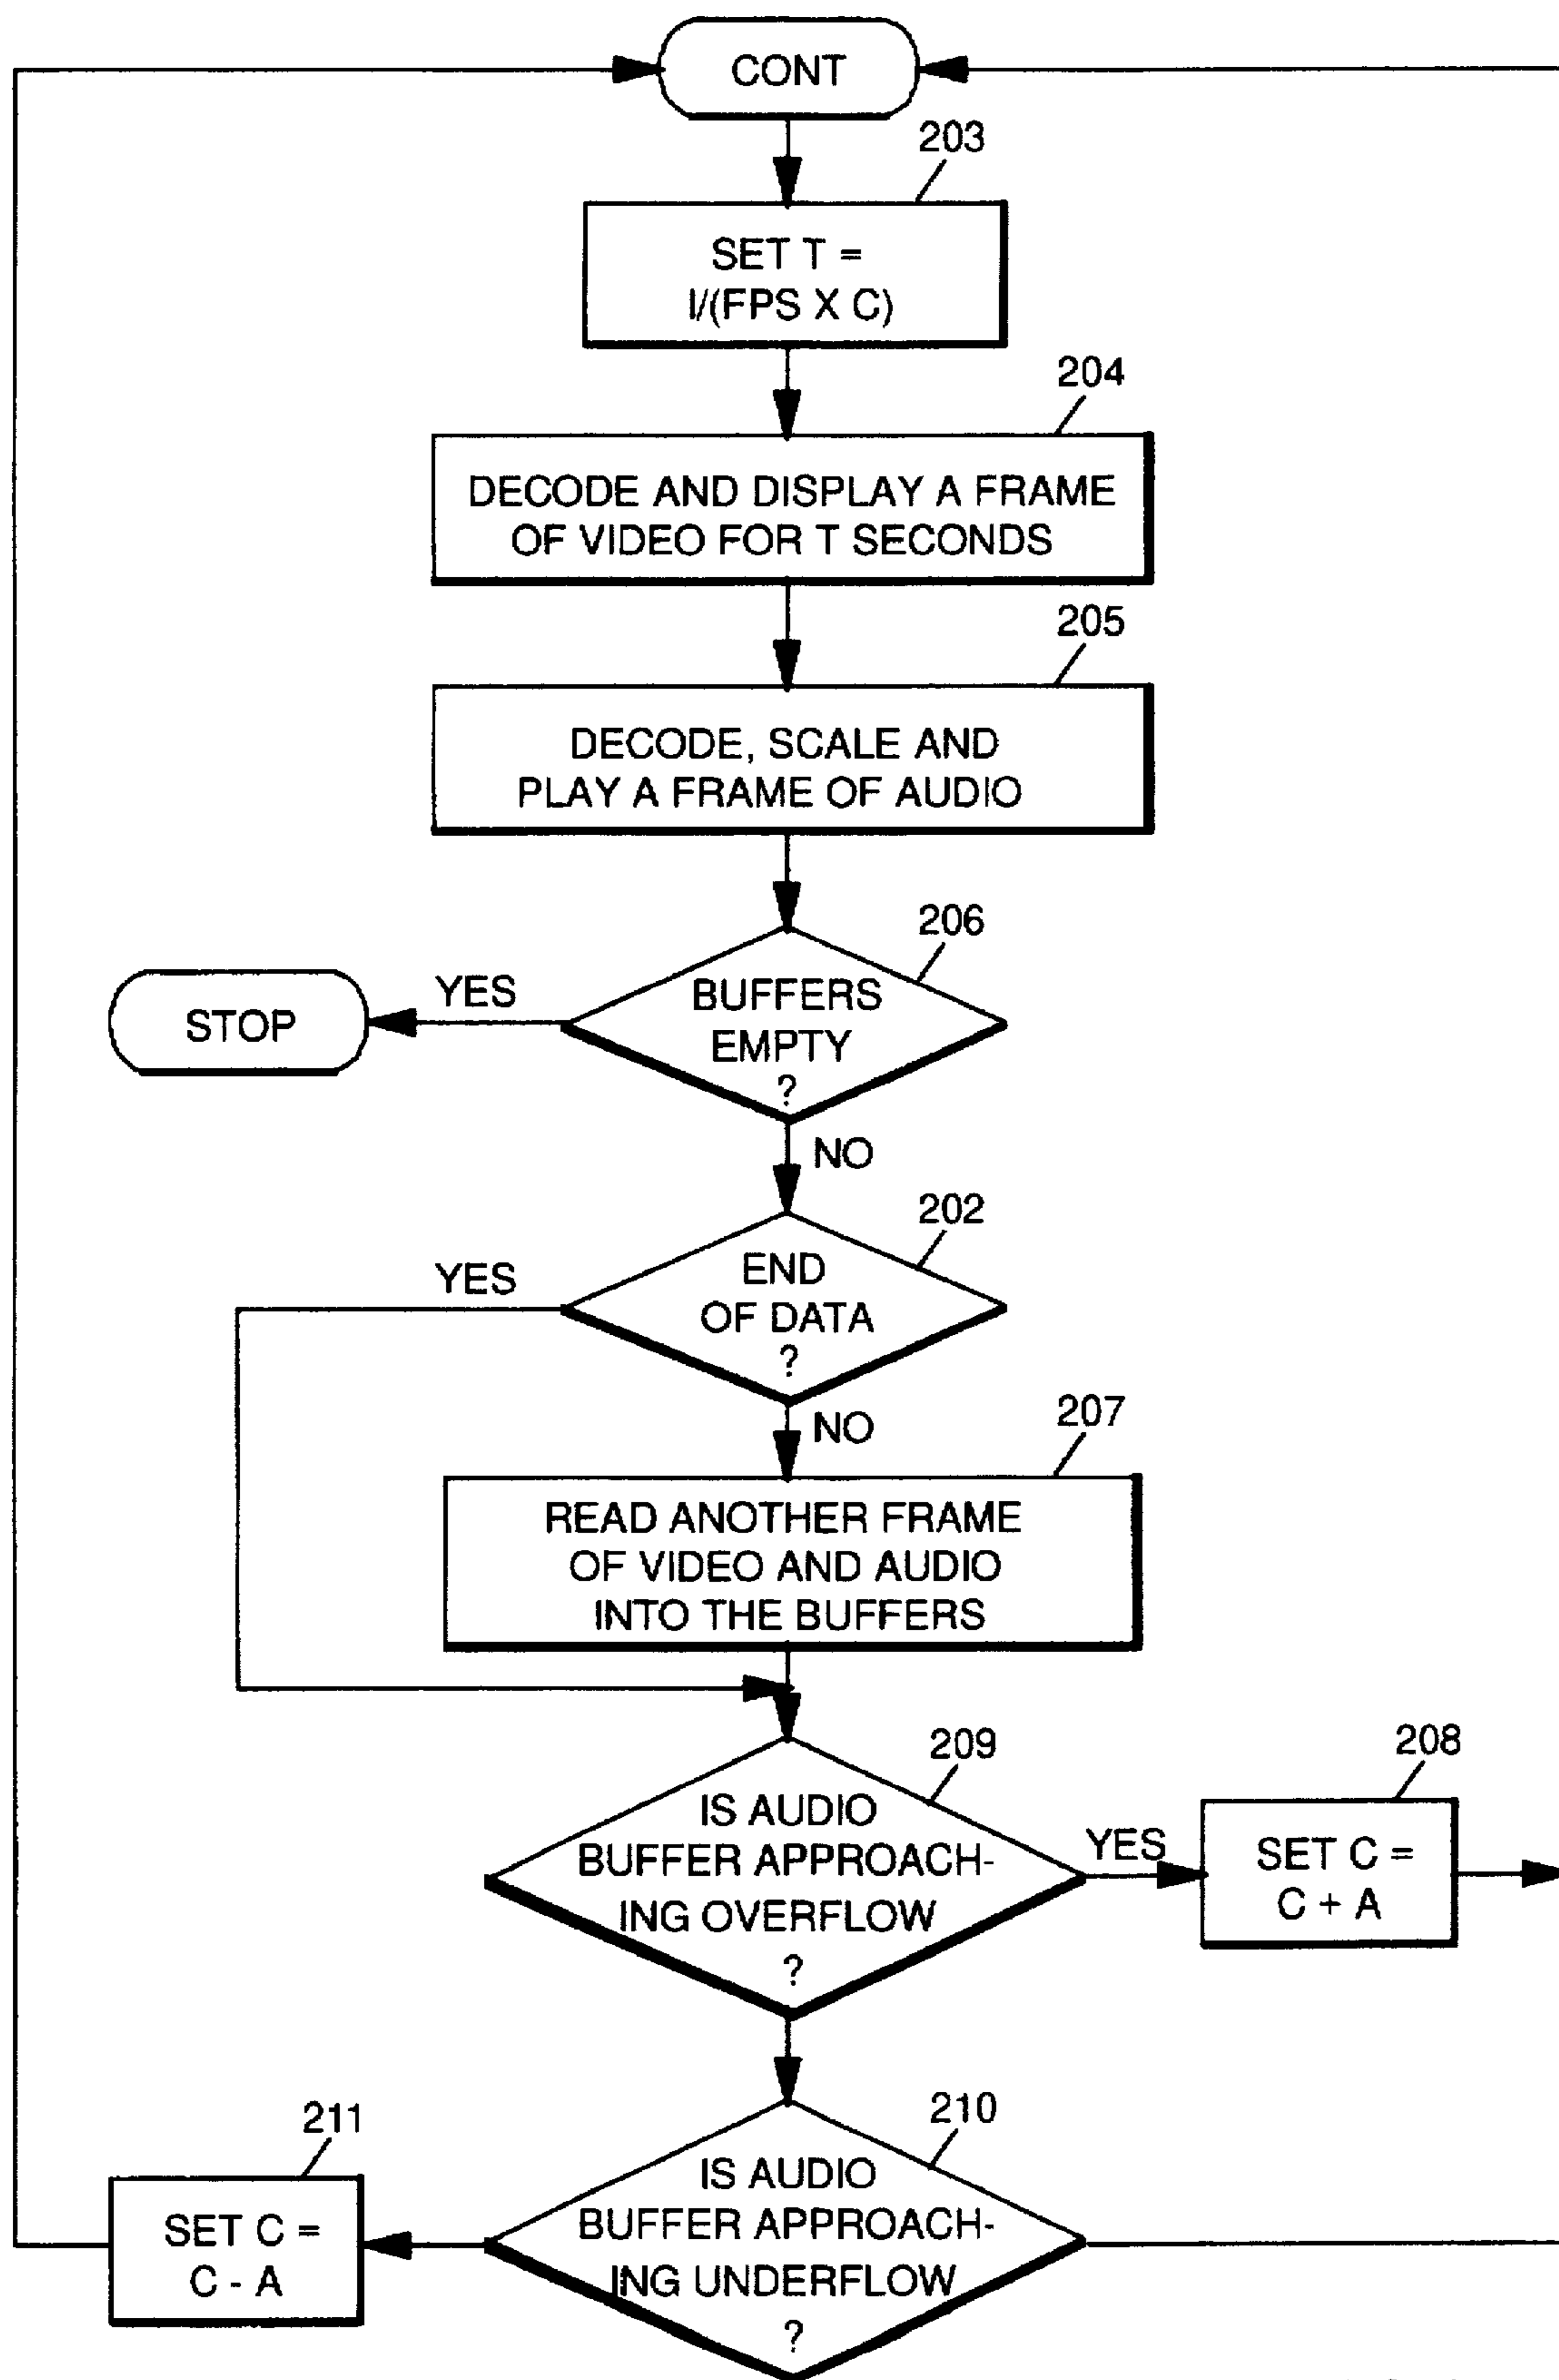 CONT
203
SET T =
I/(FPS X C)
204
DECODE AND DISPLAY A FRAME
OF VIDEO FOR T SECONDS
205
DECODE, SCALE AND
PLAY A FRAME OF AUDIO
206
BUFFERS
EMPTY
?
YES
STOP
NO
202
END
OF DATA
?
YES
NO
207
READ ANOTHER FRAME
OF VIDEO AND AUDIO
INTO THE BUFFERS
209
IS AUDIO
BUFFER APPROACH-
ING OVERFLOW
?
YES
208
SET C =
C + A
210
IS AUDIO
BUFFER APPROACH-
ING UNDERFLOW
?
211
SET C =
C - A